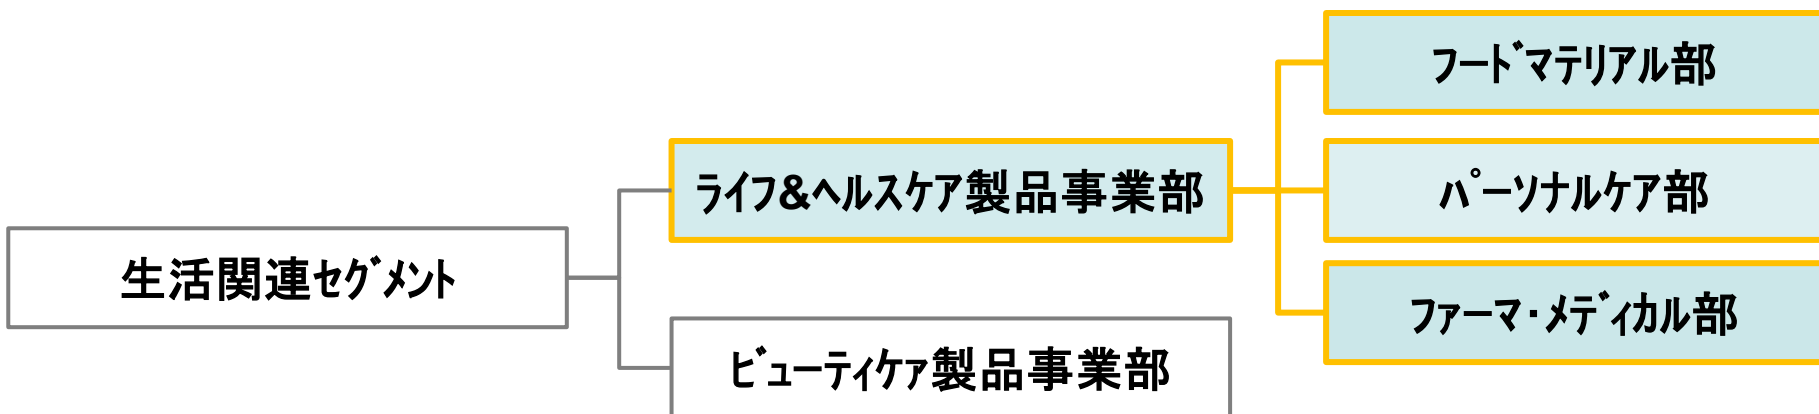 フードマテリアル部
ライフ&ヘルスケア製品事業部
パーソナルケア部
生活関連セグメント
ファーマ・メディカル部
ビューティケア製品事業部